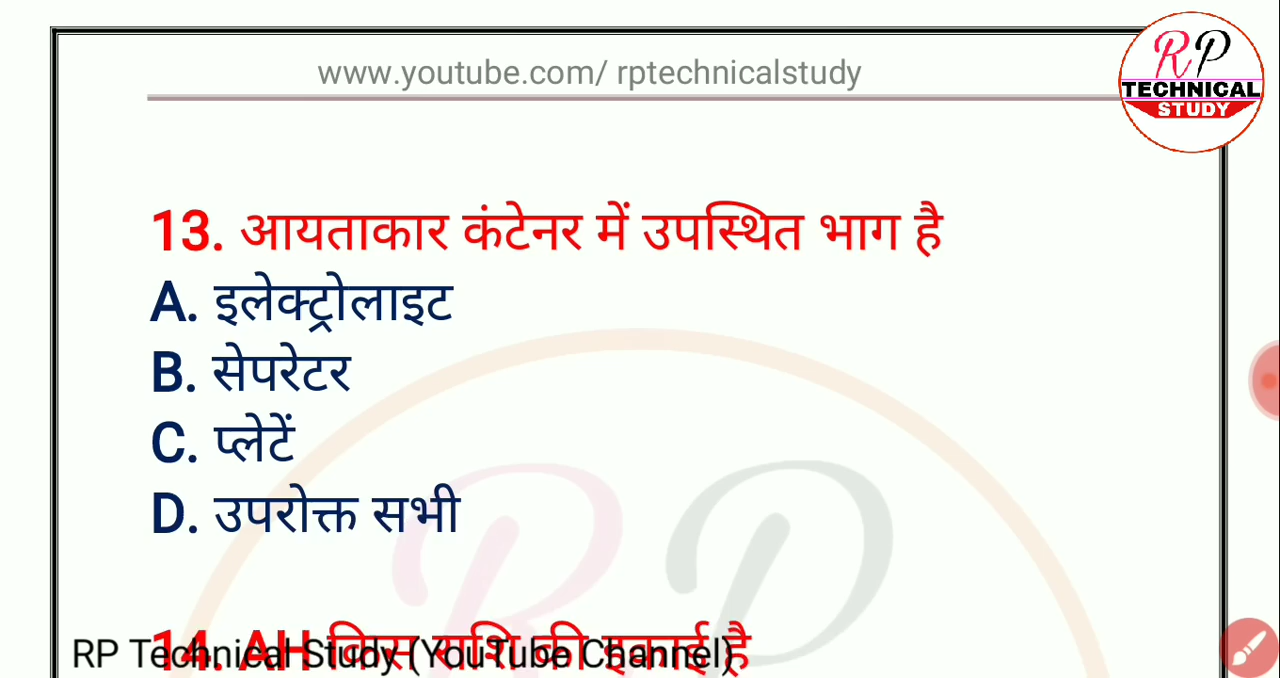 www.youtube.com/ rptechnicalstudy
RP
TECHNICAL
STUDY
13. आयताकार कंटेनर में उपस्थित भाग है
A. इलेक्ट्रोलाइट
B. सेपरेटर
C. प्लेटें
D. उपरोक्त सभी
14. AH किस राशि की इकाई है
RP Technical Study (YouTube Channel)
RP